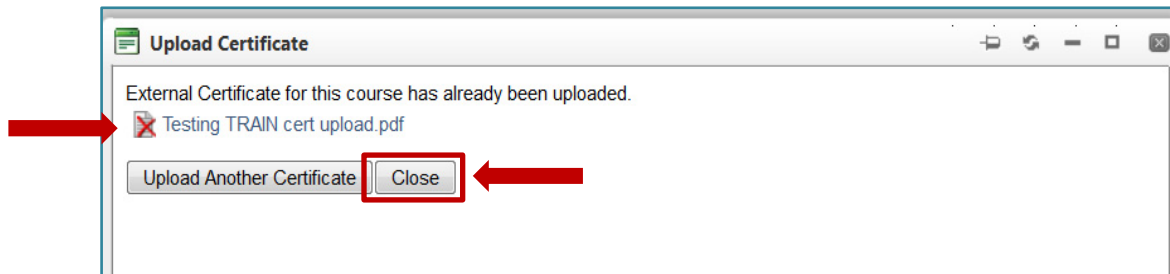 Upload Certificate
External Certificate for this course has already been uploaded.
Testing TRAIN cert upload.pdf
Upload Another Certificate Close